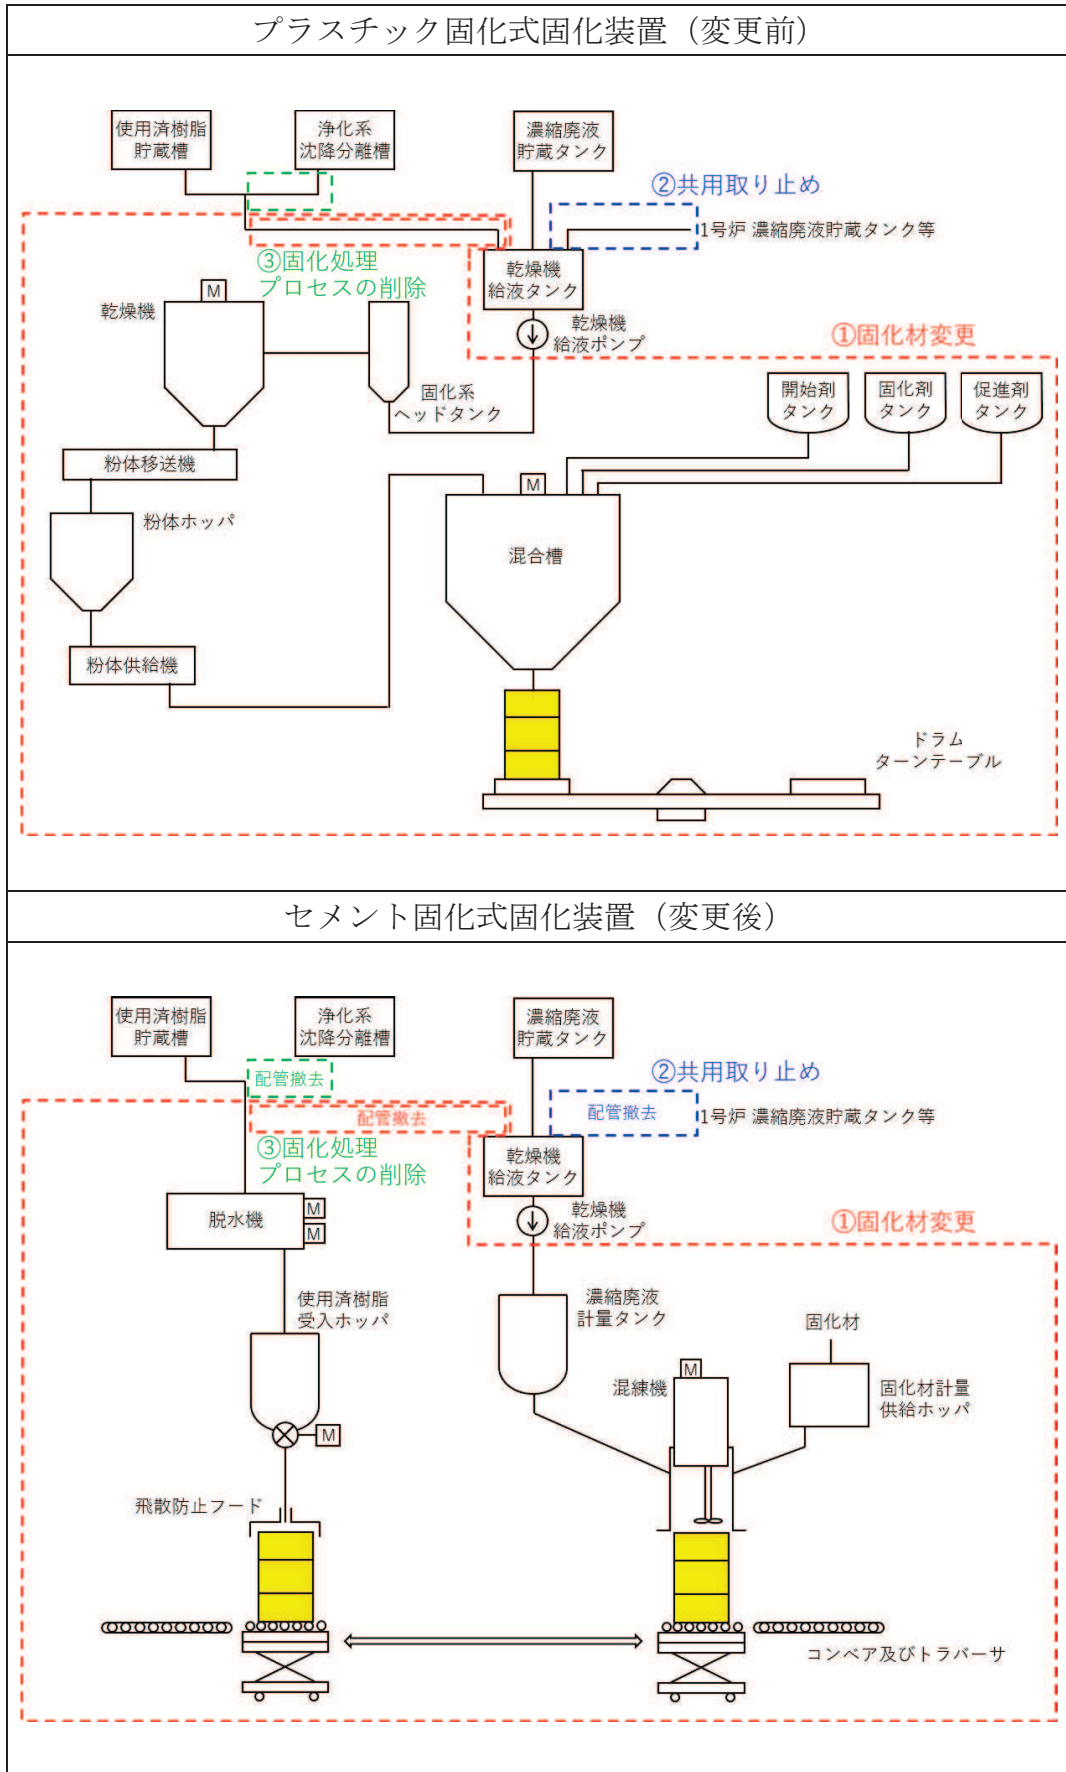 プラスチック固化式固化装置（変更前）
使用済樹脂
貯蔵槽
浄化系
沈降分離槽
濃縮廃液
貯蔵タンク
②共用取り止め
1号炉 濃縮廃液貯蔵タンク等
③固化処理
プロセスの削除
乾燥機
給液タンク
M
乾燥機
乾燥機
給液ポンプ
①固化材変更
固化系
ヘッドタンク
開始剤
タンク
固化剤
タンク
促進剤
タンク
粉体移送機
M
粉体ホッパ
混合槽
粉体供給機
ドラム
ターンテーブル
セメント固化式固化装置（変更後）
使用済樹脂
貯蔵槽
浄化系
沈降分離槽
濃縮廃液
貯蔵タンク
②共用取り止め
配管撤去
配管撤去
配管撤去
1号炉 濃縮廃液貯蔵タンク等
③固化処理
プロセスの削除
乾燥機
給液タンク
脱水機
M
M
乾燥機
給液ポンプ
①固化材変更
使用済樹脂
受入ホッパ
濃縮廃液
計量タンク
固化材
M
混練機
固化材計量
供給ホッパ
M
飛散防止フード
コンベア及びトラバーサ